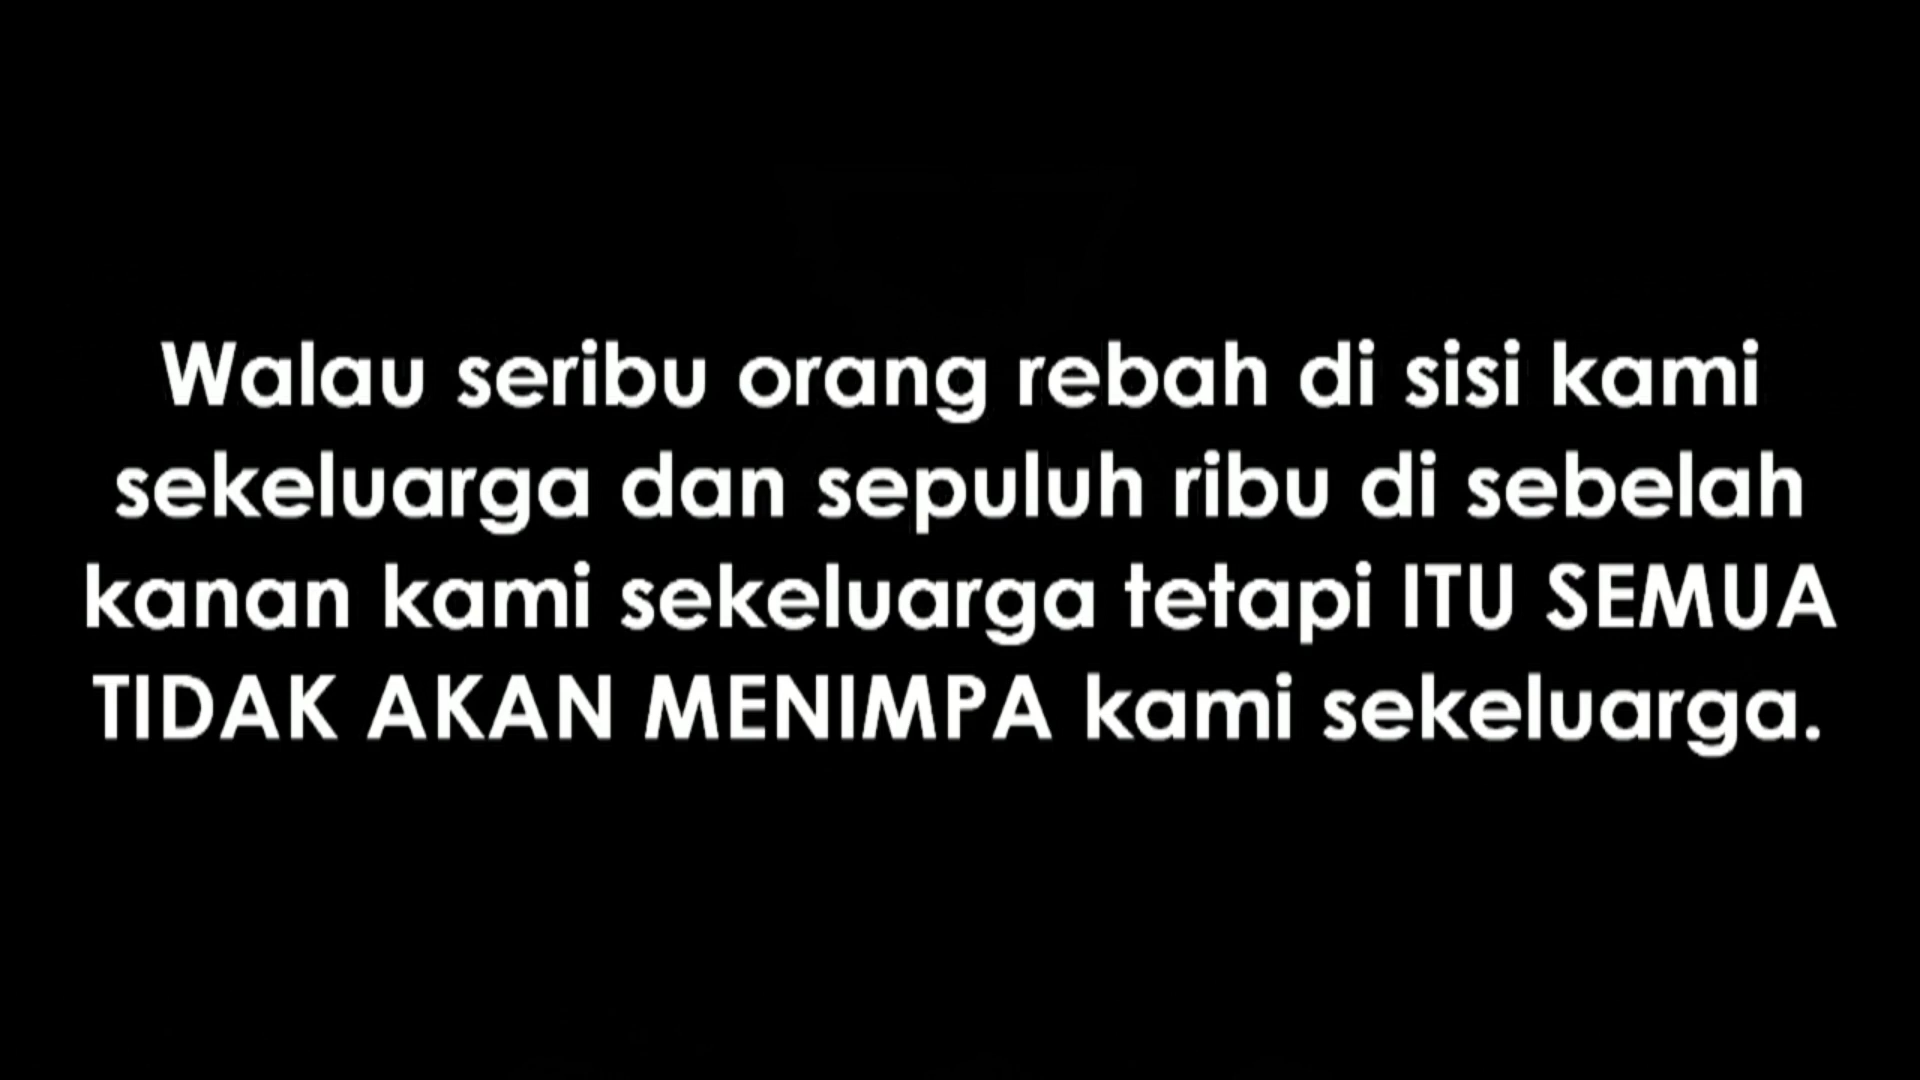 Walau seribu orang rebah di sisi kami
sekeluarga dan sepuluh ribu di sebelah
kanan kami sekeluarga tetapi ITU SEMUA
TIDAK AKAN MENIMPA kami sekeluarga.